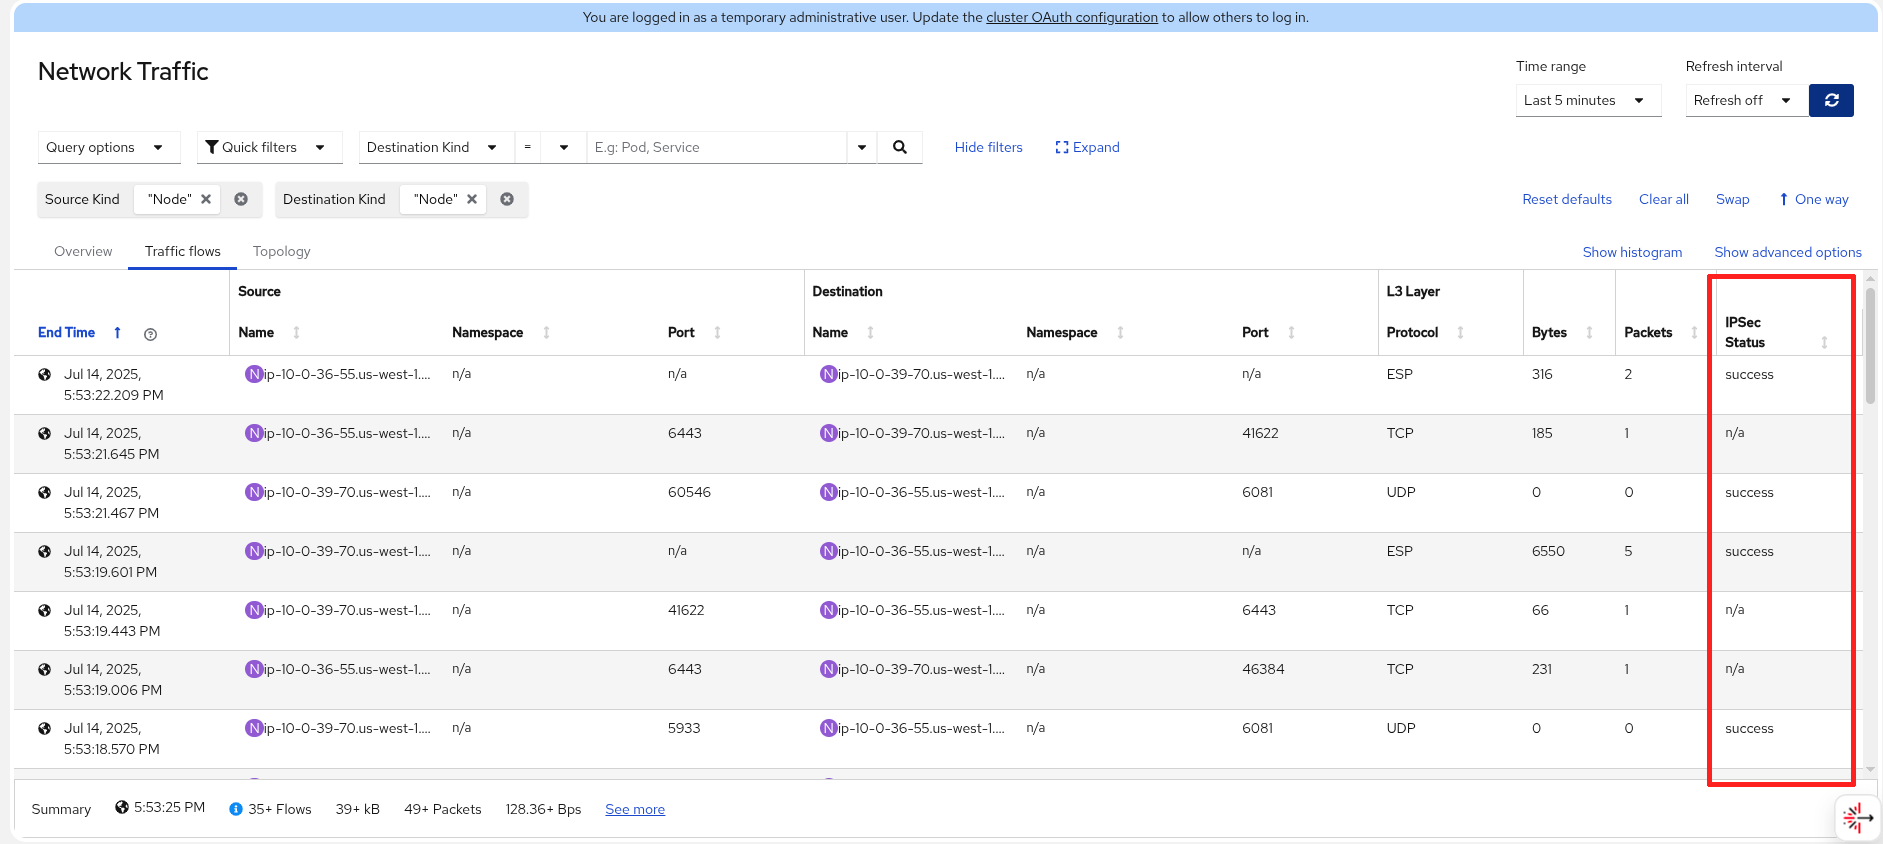 You are logged in as a temporary administrative user. Update the cluster OAuth configuration to allow others to log in.
Network Traffic
Time range
Refresh interval
Last 5 minutes
Refresh off
Query options
Quick filters
Destination Kind
=
E.g: Pod, Service
Hide filters
Expand
Source Kind "Node"
Destination Kind "Node"
Reset defaults
Clear all
Swap
One way
Overview
Traffic flows
Topology
Show histogram
Show advanced options
Source
Destination
L3 Layer
End Time
Name
Namespace
Port
Name
Namespace
Port
Protocol
Bytes
Packets
IPSec
Status
Jul 14, 2025,
5:53:22.209 PM
N ip-10-0-36-55.us-west-1.... n/a n/a N ip-10-0-39-70.us-west-1.... n/a n/a ESP 316 2 success
Jul 14, 2025,
5:53:21.645 PM
N ip-10-0-36-55.us-west-1.... n/a 6443 N ip-10-0-39-70.us-west-1.... n/a 41622 TCP 185 1 n/a
Jul 14, 2025,
5:53:21.467 PM
N ip-10-0-39-70.us-west-1.... n/a 60546 N ip-10-0-36-55.us-west-1.... n/a 6081 UDP 0 0 success
Jul 14, 2025,
5:53:19.601 PM
N ip-10-0-39-70.us-west-1.... n/a n/a N ip-10-0-36-55.us-west-1.... n/a n/a ESP 6550 5 success
Jul 14, 2025,
5:53:19.443 PM
N ip-10-0-39-70.us-west-1.... n/a 41622 N ip-10-0-36-55.us-west-1.... n/a 6443 TCP 66 1 n/a
Jul 14, 2025,
5:53:19.006 PM
N ip-10-0-36-55.us-west-1.... n/a 6443 N ip-10-0-39-70.us-west-1.... n/a 46384 TCP 231 1 n/a
Jul 14, 2025,
5:53:18.570 PM
N ip-10-0-39-70.us-west-1.... n/a 5933 N ip-10-0-36-55.us-west-1.... n/a 6081 UDP 0 0 success
Summary 5:53:25 PM 35+ Flows 39+ kB 49+ Packets 128.36+ Bps See more